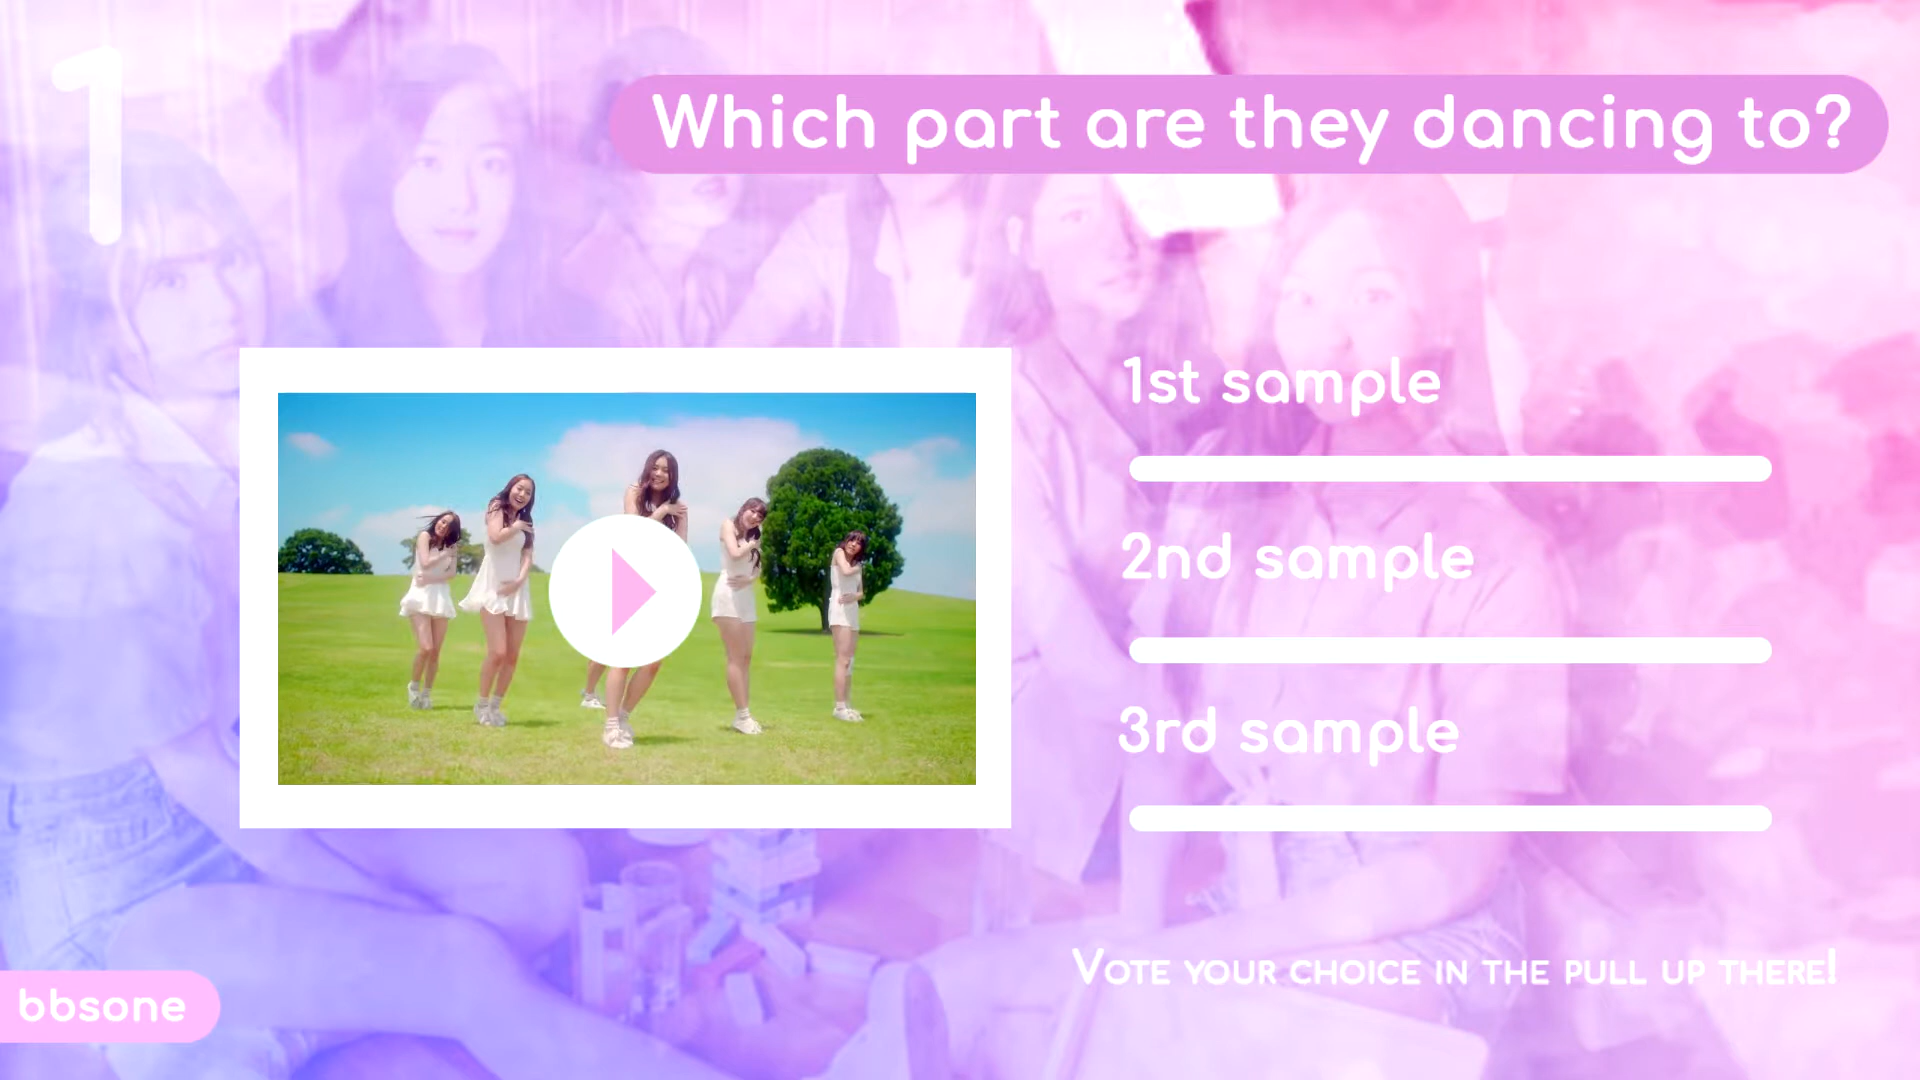 1
Which part are they dancing to?
1st sample
2nd sample
3rd sample
VOTE YOUR CHOICE IN THE PULL UP THERE!
bbsone